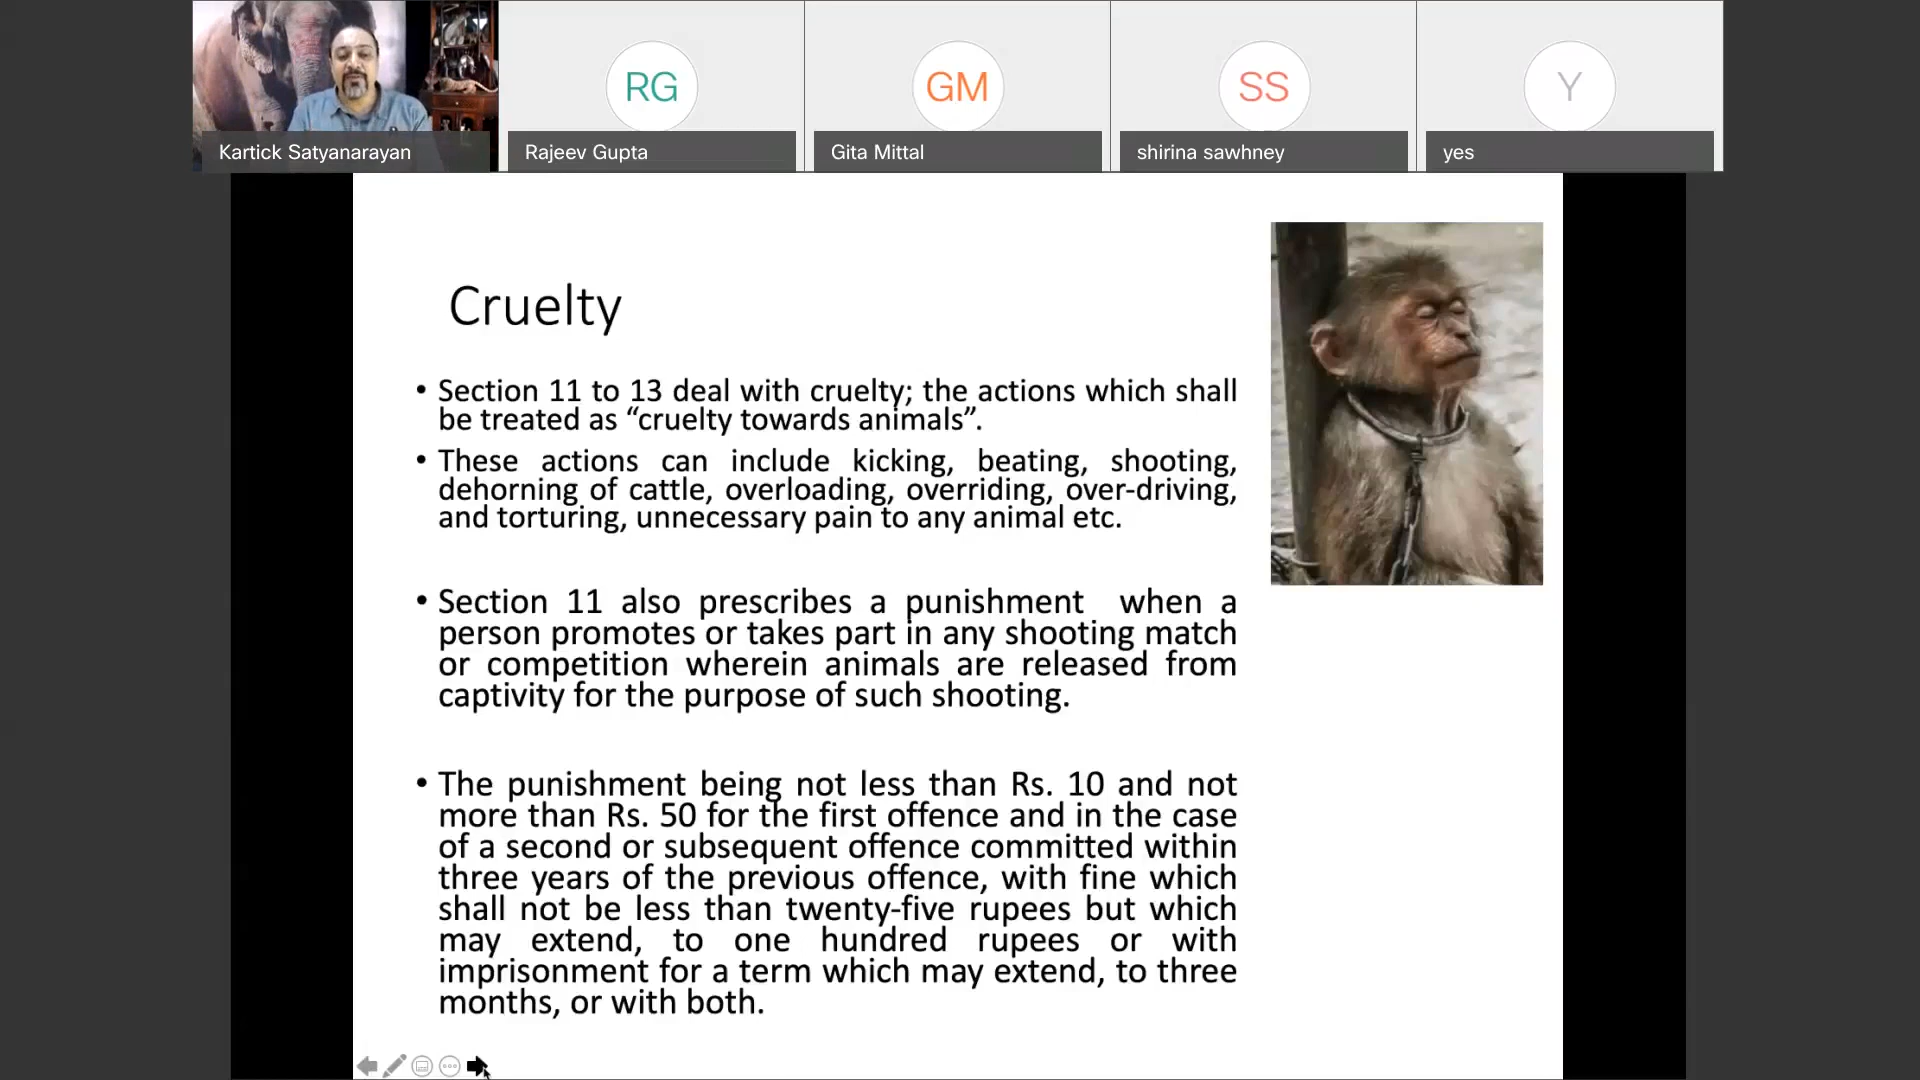 RG
GM
SS
Y
Kartick Satyanarayan
Rajeev Gupta
Gita Mittal
shirina sawhney
yes
Cruelty
• Section 11 to 13 deal with cruelty; the actions which shall
be treated as “cruelty towards animals”.
• These actions can include kicking, beating, shooting,
dehorning of cattle, overloading, overriding, over-driving,
and torturing, unnecessary pain to any animal etc.
• Section 11 also prescribes a punishment when a
person promotes or takes part in any shooting match
or competition wherein animals are released from
captivity for the purpose of such shooting.
• The punishment being not less than Rs. 10 and not
more than Rs. 50 for the first offence and in the case
of a second or subsequent offence committed within
three years of the previous offence, with fine which
shall not be less than twenty-five rupees but which
may extend, to one hundred rupees or with
imprisonment for a term which may extend, to three
months, or with both.